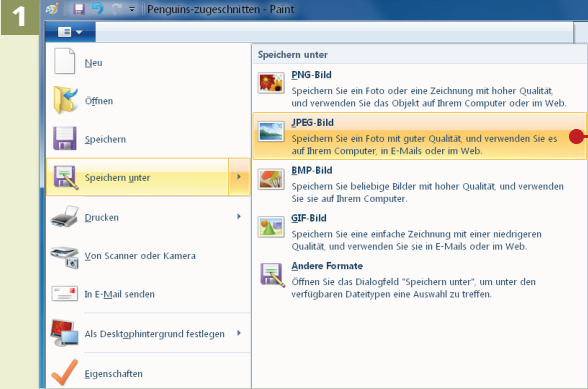 1
Penguins-zugeschnitten - Paint
Neu
Öffnen
Speichern
Speichern unter
Drucken
Von Scanner oder Kamera
In E-Mail senden
Als Desktophintergrund festlegen
Eigenschaften
Speichern unter
PNG-Bild
Speichern Sie ein Foto oder eine Zeichnung mit hoher Qualität,
und verwenden Sie das Objekt auf Ihrem Computer oder im Web.
JPEG-Bild
Speichern Sie ein Foto mit guter Qualität, und verwenden Sie es
auf Ihrem Computer, in E-Mails oder im Web.
BMP-Bild
Speichern Sie beliebige Bilder mit hoher Qualität, und verwenden
Sie sie auf Ihrem Computer.
GIF-Bild
Speichern Sie eine einfache Zeichnung mit einer niedrigeren
Qualität, und verwenden Sie sie in E-Mails oder im Web.
Andere Formate
Öffnen Sie das Dialogfeld "Speichern unter", um unter den
verfügbaren Dateitypen eine Auswahl zu treffen.